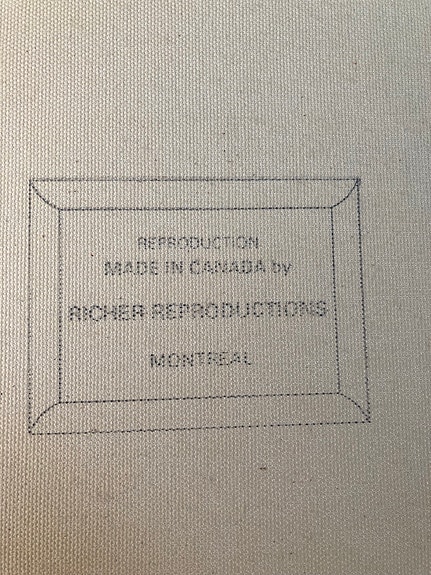 REPRODUCTION
MADE IN CANADA by
RICHER REPRODUCTIONS
MONTREAL